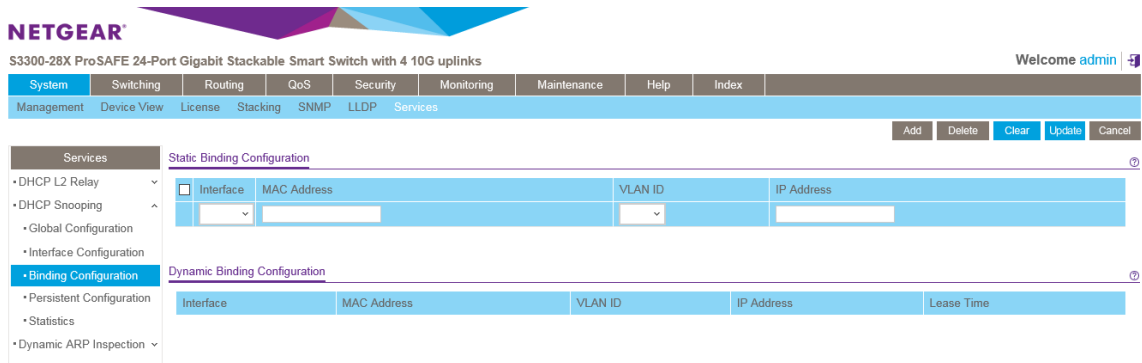 NETGEAR®
S3300-28X ProSAFE 24-Port Gigabit Stackable Smart Switch with 4 10G uplinks
Welcome admin
System Switching Routing QoS Security Monitoring Maintenance Help Index
Management Device View License Stacking SNMP LLDP Services
Add Delete Clear Update Cancel
Services
•DHCP L2 Relay
•DHCP Snooping
•Global Configuration
•Interface Configuration
•Binding Configuration
•Persistent Configuration
•Statistics
•Dynamic ARP Inspection
Static Binding Configuration
?
Interface MAC Address VLAN ID IP Address
Dynamic Binding Configuration
?
Interface MAC Address VLAN ID IP Address Lease Time